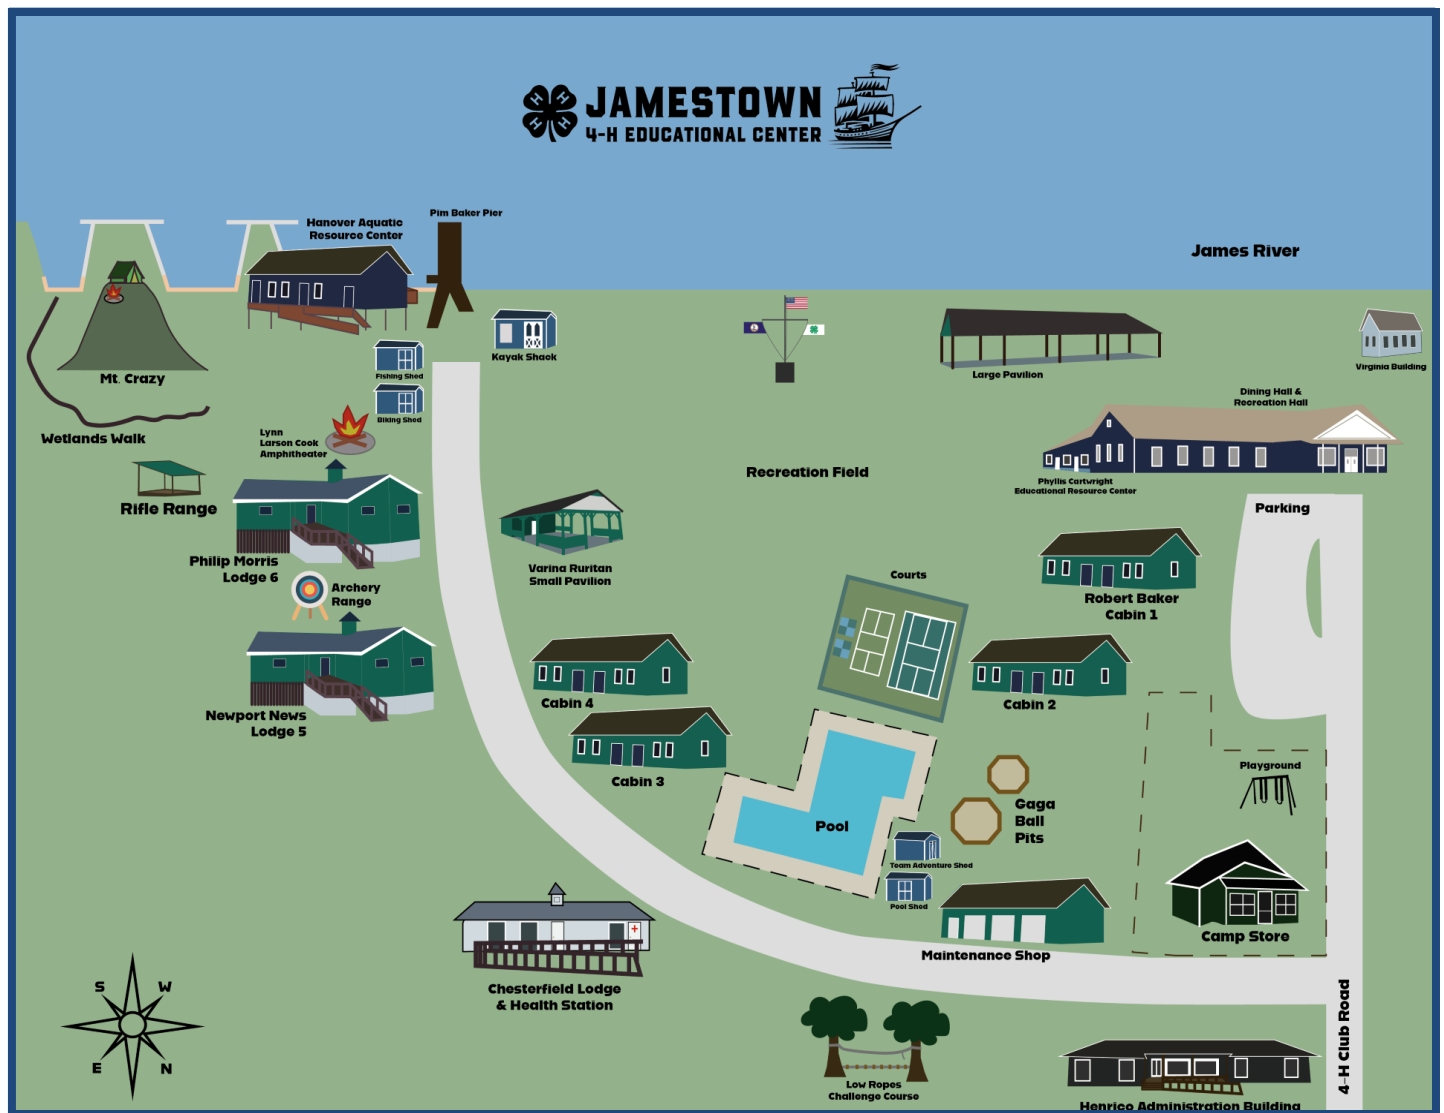 JAMESTOWN
4-H EDUCATIONAL CENTER
H H
H H
Pim Baker Pier
Hanover Aquatic
Resource Center
James River
Kayak Shack
Fishing Shed
Biking Shed
Large Pavilion
Virginia Building
Mt. Crazy
Dining Hall &
Recreation Hall
Wetlands Walk
Lynn
Larson Cook
Amphitheater
Recreation Field
Phyllis Cartwright
Educational Resource Center
Rifle Range
Parking
Philip Morris
Lodge 6
Varina Ruritan
Small Pavilion
Courts
Archery
Range
Robert Baker
Cabin 1
Newport News
Lodge 5
Cabin 4
Cabin 2
Cabin 3
Playground
Pool
Gaga
Ball
Pits
Team Adventure Shed
Pool Shed
Camp Store
Maintenance Shop
Chesterfield Lodge
& Health Station
S W
E N
4-H Club Road
Low Ropes
Challenge Course
Henrico Administration Building